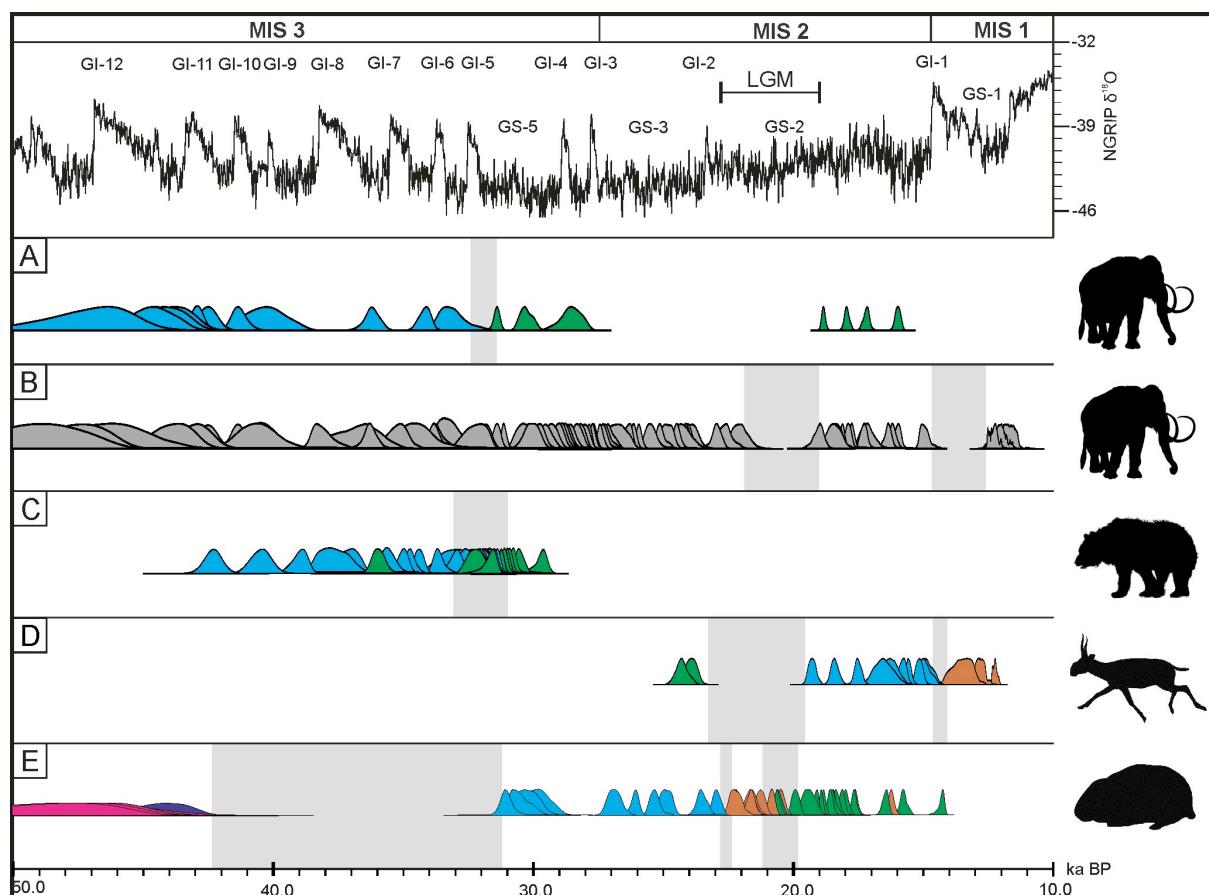 MIS 3 MIS 2 MIS 1
-32
GI-12 GI-11 GI-10 GI-9 GI-8 GI-7 GI-6 GI-5 GI-4 GI-3 GI-2 GI-1
LGM
GS-1
-39
GS-5 GS-3 GS-2
NGRIP δ¹⁸O
-46
A
B
C
D
E
50.0 40.0 30.0 20.0 10.0
ka BP